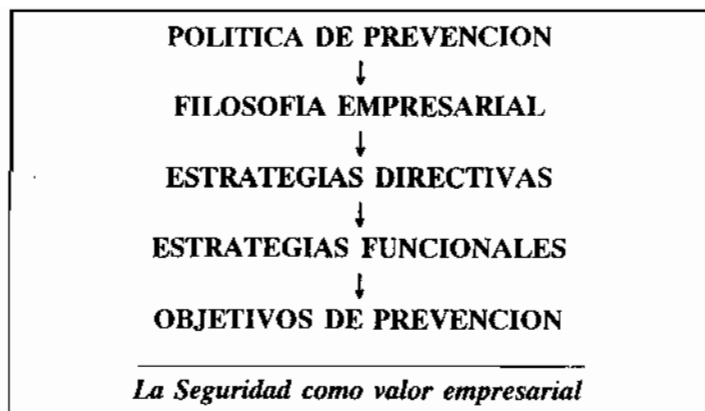 POLITICA DE PREVENCION
↓
FILOSOFIA EMPRESARIAL
↓
ESTRATEGIAS DIRECTIVAS
↓
ESTRATEGIAS FUNCIONALES
↓
OBJETIVOS DE PREVENCION
La Seguridad como valor empresarial